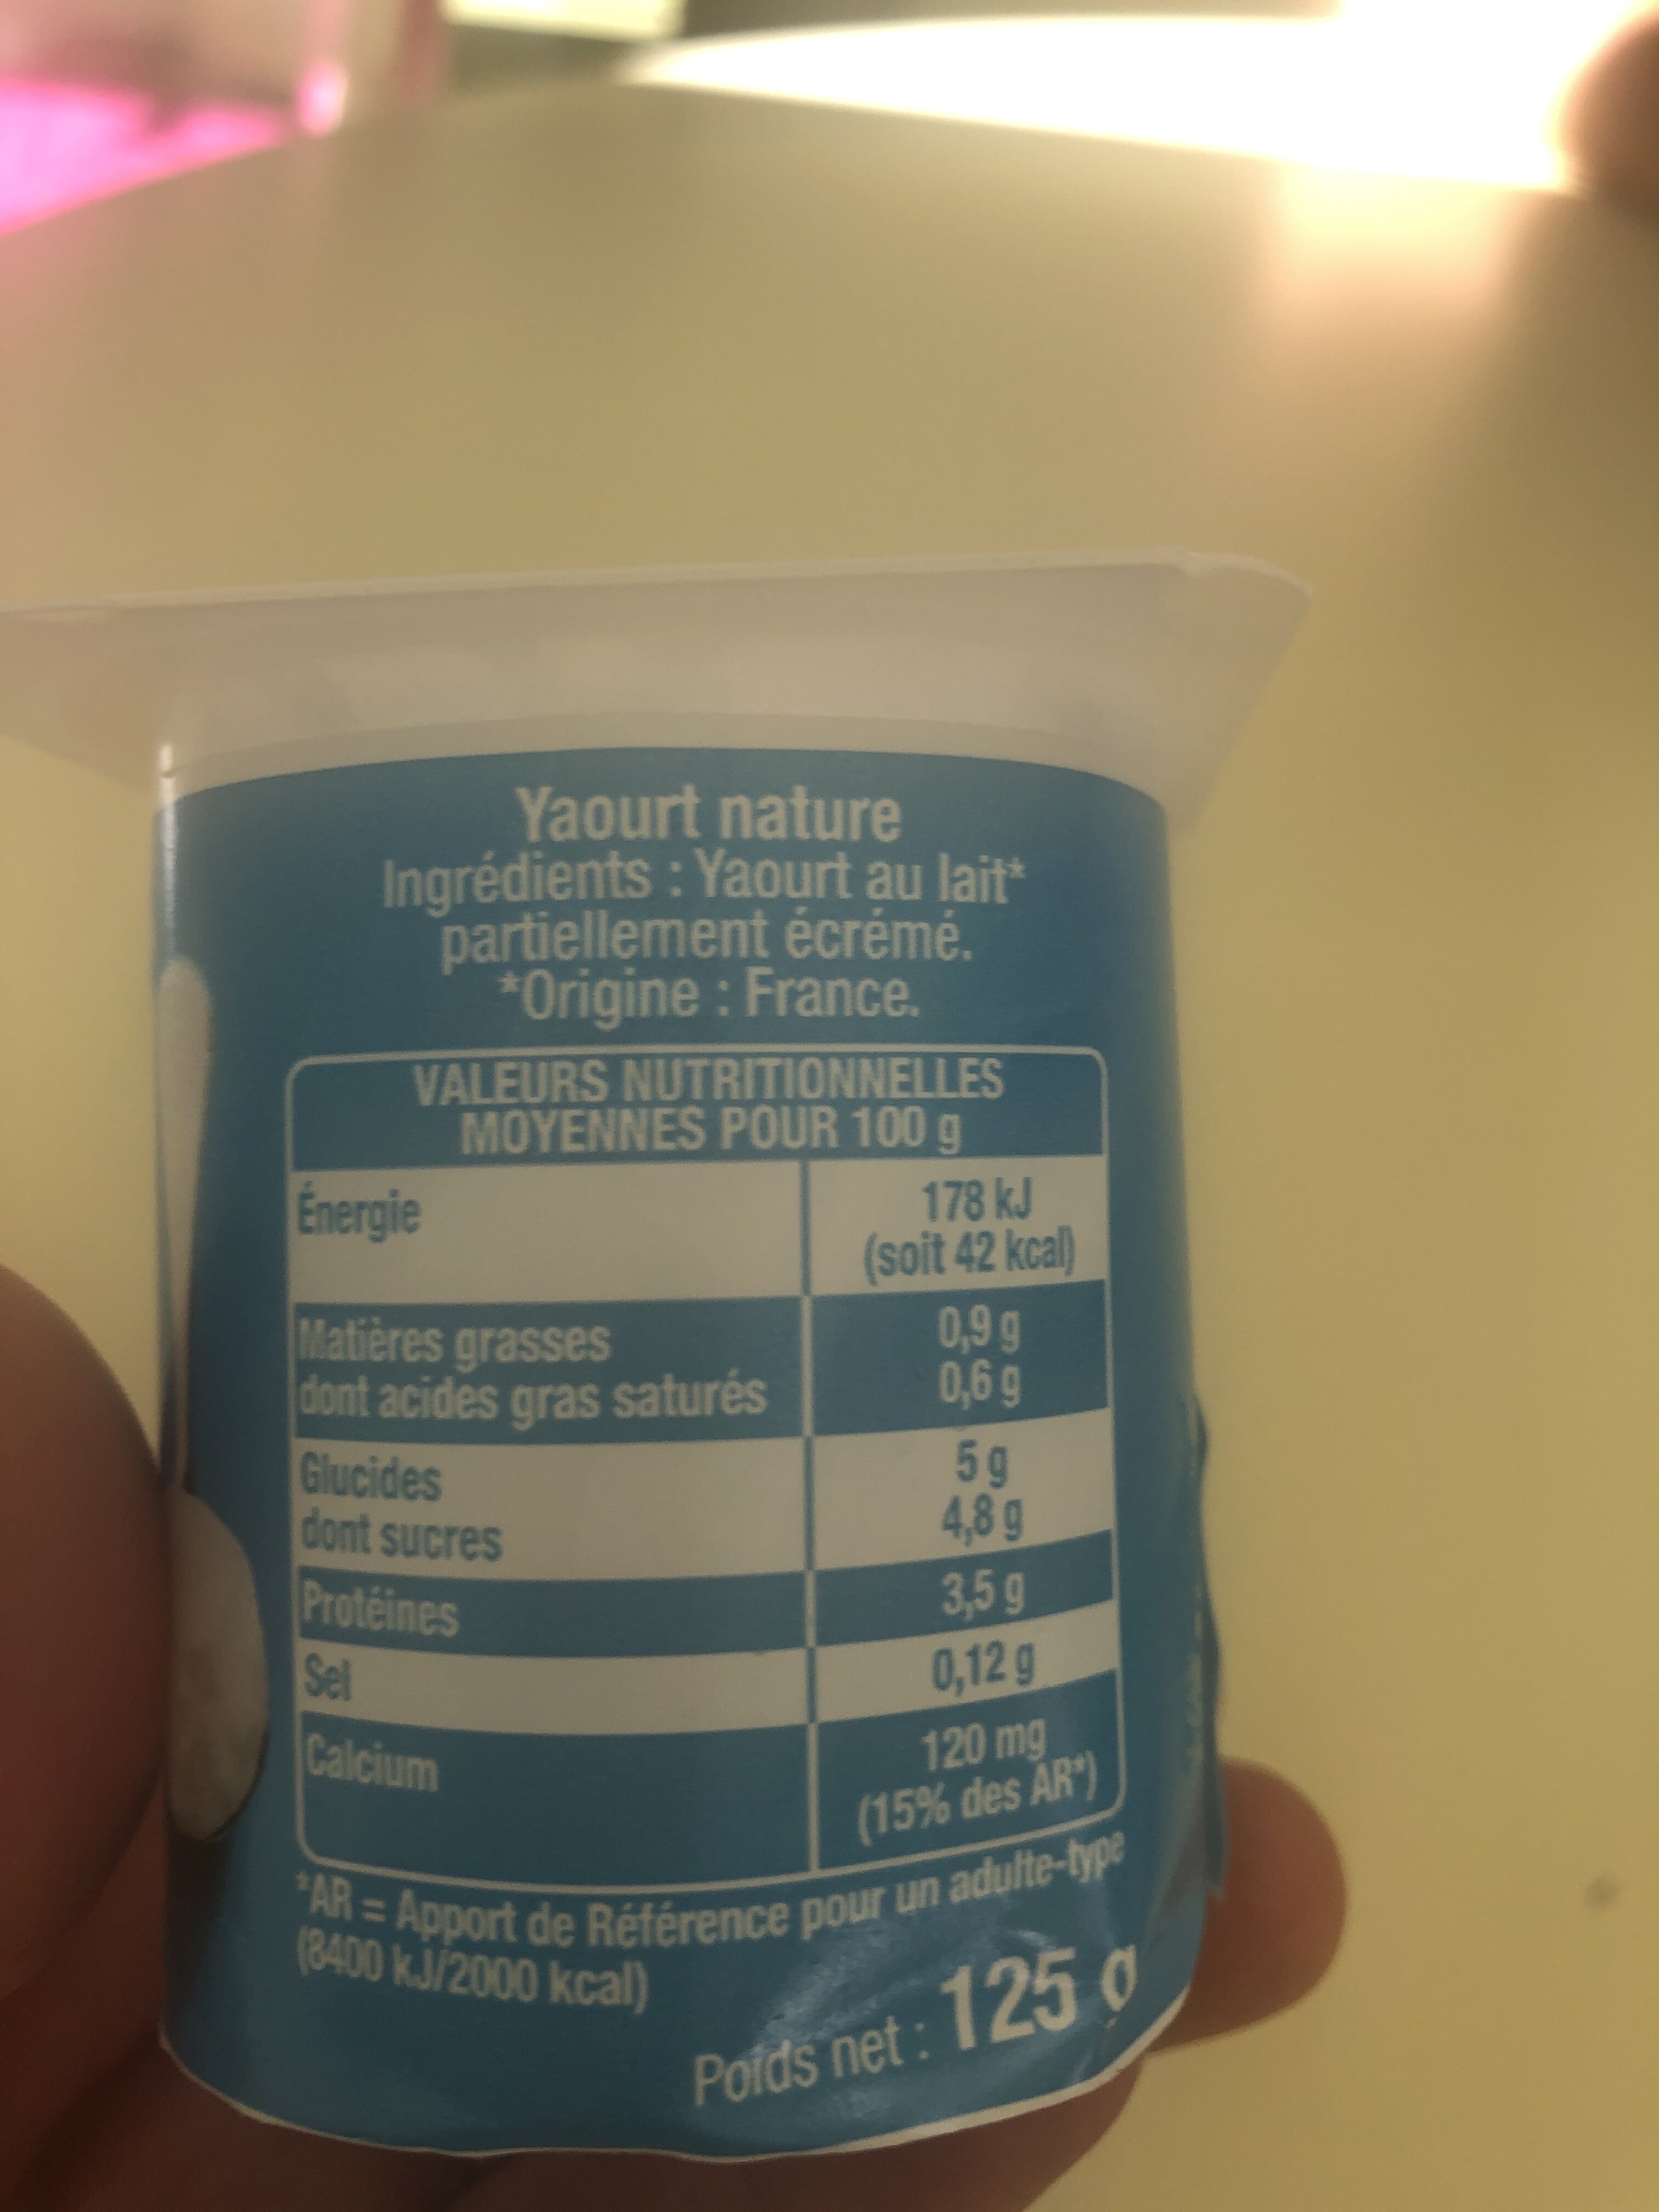 Yaourt nature
Ingrédients : Yaourt au lait*
partiellement écrémé.
*Origine : France.
VALEURS NUTRITIONNELLES
MOYENNES POUR 100 g
Énergie 178 kJ
(soit 42 kcal)
Matières grasses 0,9 g
dont acides gras saturés 0,6 g
Glucides 5 g
dont sucres 4,8 g
Protéines 3,5 g
Sel 0,12 g
Calcium 120 mg
(15% des AR*)
*AR = Apport de Référence pour un adulte-type
(8400 kJ/2000 kcal)
Poids net : 125 g